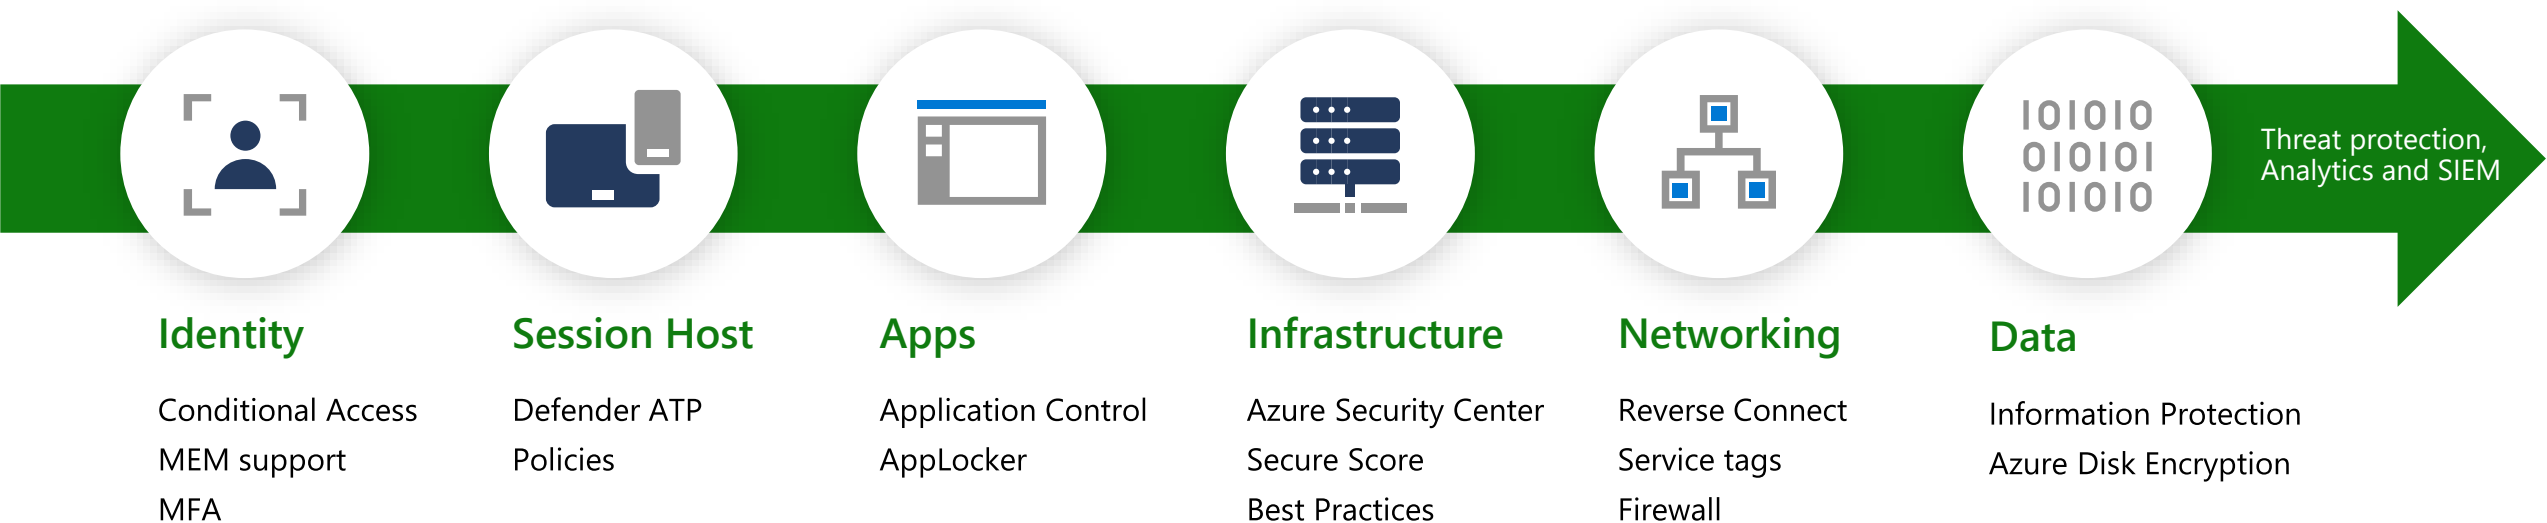 Threat protection,
Analytics and SIEM
Identity
Conditional Access
MEM support
MFA
Session Host
Defender ATP
Policies
Apps
Application Control
AppLocker
Infrastructure
Azure Security Center
Secure Score
Best Practices
Networking
Reverse Connect
Service tags
Firewall
Data
Information Protection
Azure Disk Encryption